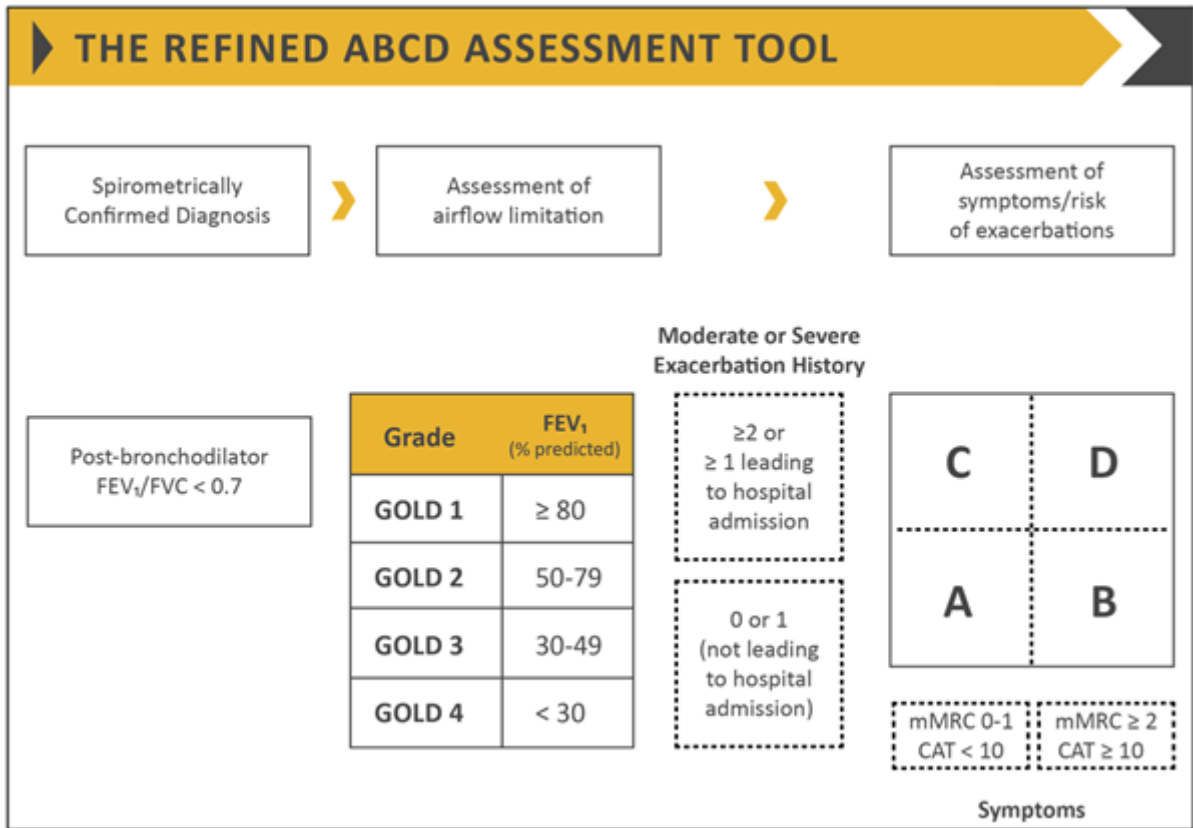 THE REFINED ABCD ASSESSMENT TOOL
Spirometrically
Confirmed Diagnosis
Assessment of
airflow limitation
Assessment of
symptoms/risk
of exacerbations
Post-bronchodilator
FEV₁/FVC < 0.7
Grade
FEV₁
(% predicted)
GOLD 1 ≥ 80
GOLD 2 50-79
GOLD 3 30-49
GOLD 4 < 30
Moderate or Severe
Exacerbation History
≥2 or
≥ 1 leading
to hospital
admission
0 or 1
(not leading
to hospital
admission)
C D
A B
mMRC 0-1
CAT < 10
mMRC ≥ 2
CAT ≥ 10
Symptoms